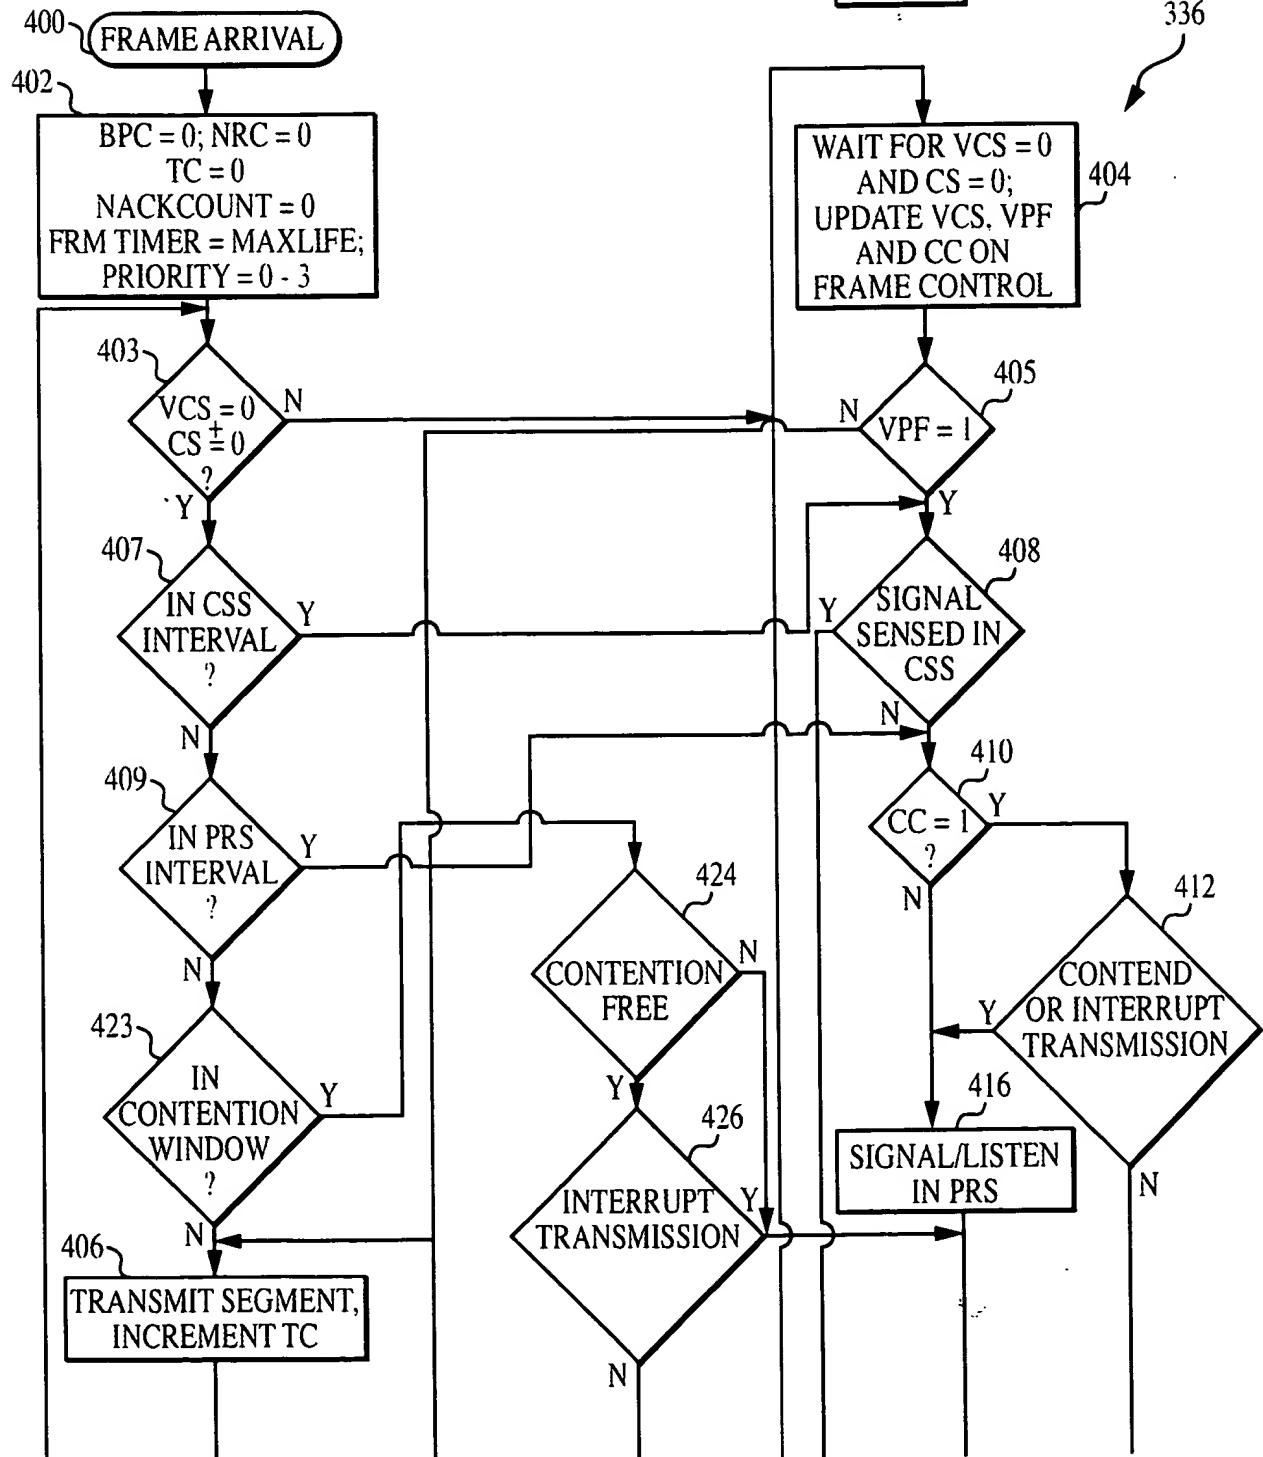 400
FRAME ARRIVAL
336
402
BPC = 0; NRC = 0
TC = 0
NACKCOUNT = 0
FRM TIMER = MAXLIFE;
PRIORITY = 0 - 3
WAIT FOR VCS = 0
AND CS = 0;
UPDATE VCS, VPF
AND CC ON
FRAME CONTROL
404
403
VCS = 0
+
CS = 0
?
N
Y
405
VPF = 1
N
Y
407
IN CSS
INTERVAL
?
Y
N
408
SIGNAL
SENSED IN
CSS
Y
N
409
IN PRS
INTERVAL
?
Y
N
410
CC = 1
?
Y
N
424
CONTENTION
FREE
N
Y
412
CONTEND
OR INTERRUPT
TRANSMISSION
Y
N
423
IN
CONTENTION
WINDOW
?
Y
N
426
INTERRUPT
TRANSMISSION
Y
N
416
SIGNAL/LISTEN
IN PRS
406
TRANSMIT SEGMENT,
INCREMENT TC